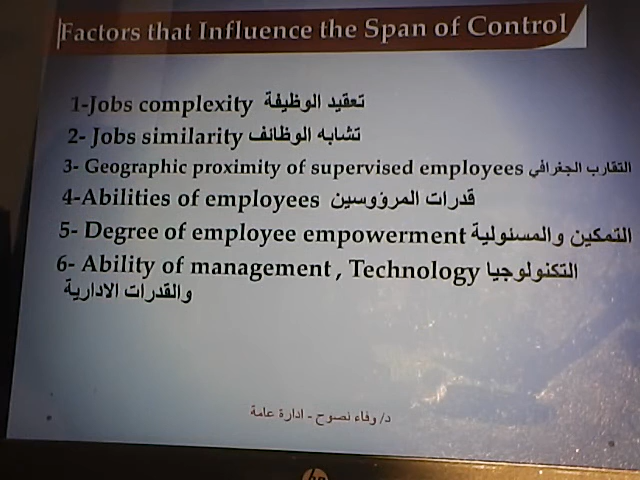 Factors that Influence the Span of Control
1-Jobs complexity تعقيد الوظيفة
2- Jobs similarity تشابه الوظائف
3- Geographic proximity of supervised employees التقارب الجغرافي
4-Abilities of employees قدرات المرؤوسين
5- Degree of employee empowerment التمكين والمسئولية
6- Ability of management , Technology التكنولوجيا
والقدرات الادارية
د/ وفاء نصوح - ادارة عامة
hp